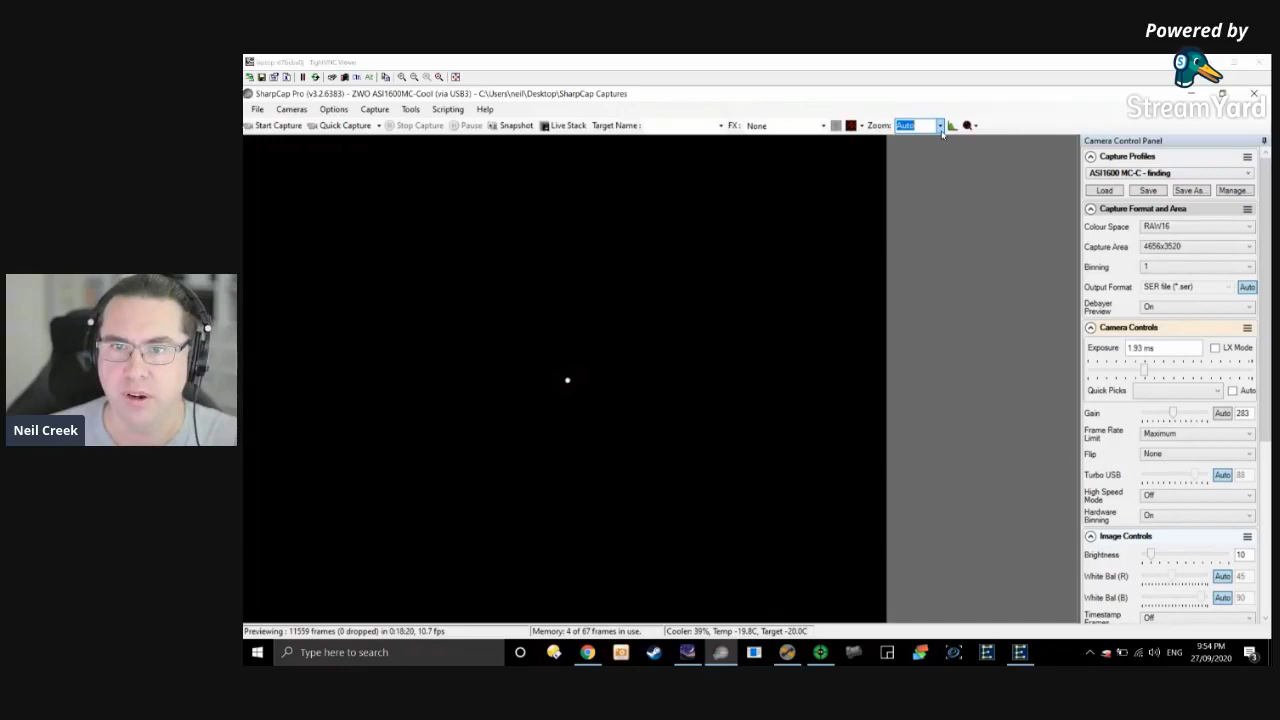 Powered by
StreamYard
TightVNC Viewer
SharpCap Pro (v3.2.6383) - ZWO ASI1600MC-Cool (via USB3) - C:\Users\neil\Desktop\SharpCap Captures
File Cameras Options Capture Tools Scripting Help
Start Capture Quick Capture Stop Capture Pause Snapshot Live Stack Target Name : FX: None Zoom: Auto
Camera Control Panel
Capture Profiles
ASI1600 MC-C - finding
Load Save Save As... Manage...
Capture Format and Area
Colour Space RAW16
Capture Area 4656x3520
Binning 1
Output Format SER file (*.ser) Auto
Debayer Preview On
Camera Controls
Exposure 1.93 ms LX Mode
Quick Picks Auto
Gain Auto 283
Frame Rate Limit Maximum
Flip None
Turbo USB Auto 88
High Speed Mode Off
Hardware Binning On
Image Controls
Brightness 10
White Bal (R) Auto 45
White Bal (B) Auto 90
Timestamp Frames Off
Neil Creek
Previewing : 11559 frames (0 dropped) in 0:18:20, 10.7 fps Memory: 4 of 67 frames in use. Cooler: 39%, Temp -19.8C, Target -20.0C
Type here to search
ENG
9:54 PM
27/09/2020
3